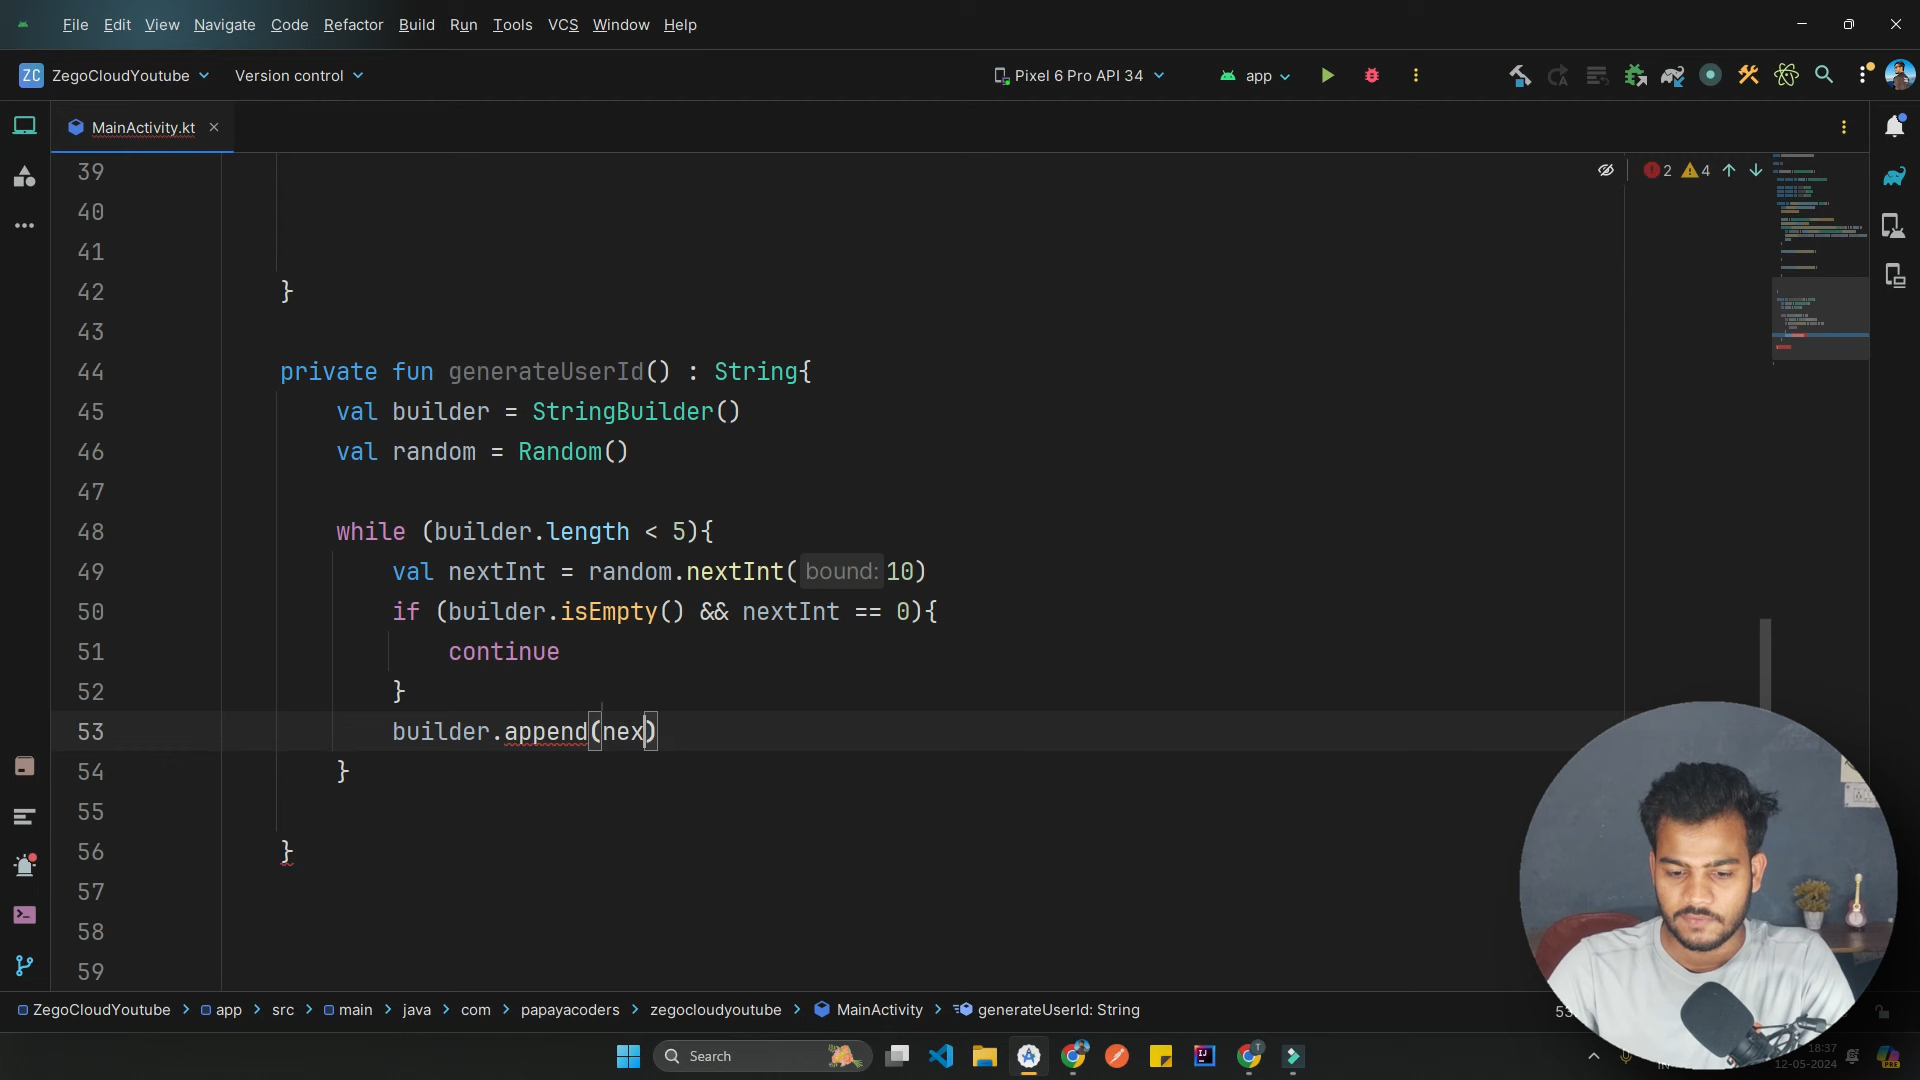 File Edit View Navigate Code Refactor Build Run Tools VCS Window Help
ZC ZegoCloudYoutube Version control Pixel 6 Pro API 34 app
MainActivity.kt
39
2 4
40
41
42 }
43
44 private fun generateUserId() : String{
45 val builder = StringBuilder()
46 val random = Random()
47
48 while (builder.length < 5){
49 val nextInt = random.nextInt( bound: 10)
50 if (builder.isEmpty() && nextInt == 0){
51 continue
52 }
53 builder.append(nex)
54 }
55
56 }
57
58
59
ZegoCloudYoutube > app > src > main > java > com > papayacoders > zegocloudyoutube > MainActivity > generateUserId: String
Search
18:37
12-05-2024